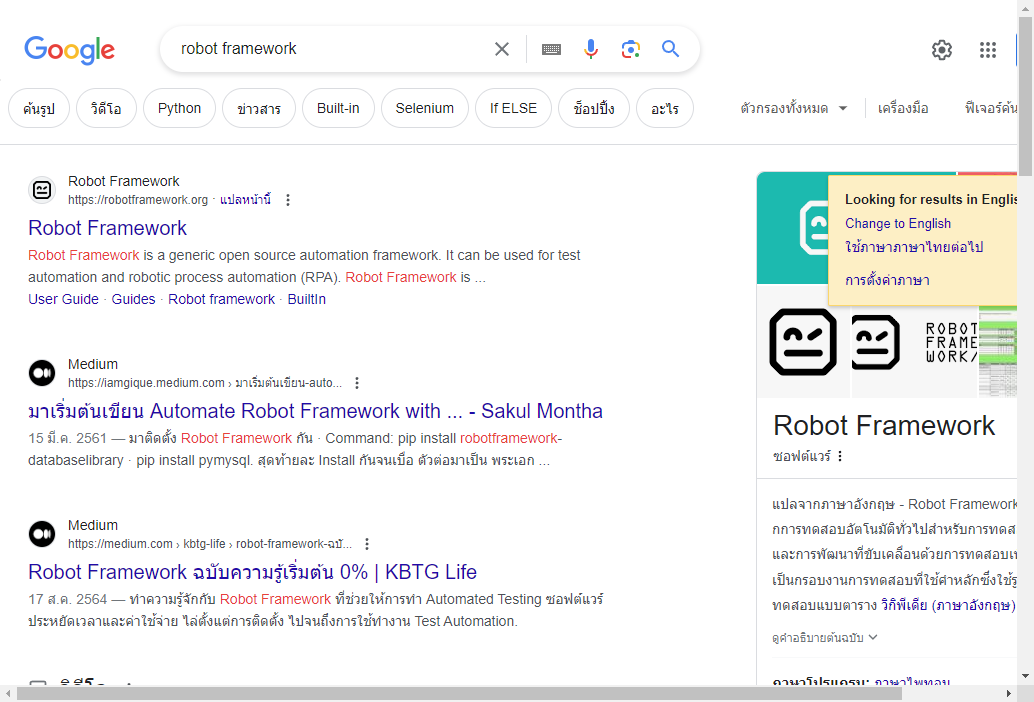 Google
robot framework
ค้นรูป วิดีโอ Python ข่าวสาร Built-in Selenium If ELSE ช็อปปิ้ง อะไร
ตัวกรองทั้งหมด เครื่องมือ ฟีเจอร์ค้น
Robot Framework
https://robotframework.org · แปลหน้านี้
Robot Framework
Robot Framework is a generic open source automation framework. It can be used for test
automation and robotic process automation (RPA). Robot Framework is ...
User Guide · Guides · Robot framework · BuiltIn
Medium
https://iamgique.medium.com › มาเริ่มต้นเขียน-auto...
มาเริ่มต้นเขียน Automate Robot Framework with ... - Sakul Montha
15 มี.ค. 2561 — มาติดตั้ง Robot Framework กัน · Command: pip install robotframework-
databaselibrary · pip install pymysql. สุดท้ายละ Install กันจนเบื่อ ตัวต่อมาเป็น พระเอก ...
Medium
https://medium.com › kbtg-life › robot-framework-ฉบั...
Robot Framework ฉบับความรู้เริ่มต้น 0% | KBTG Life
17 ส.ค. 2564 — ทำความรู้จักกับ Robot Framework ที่ช่วยให้การทำ Automated Testing ซอฟต์แวร์
ประหยัดเวลาและค่าใช้จ่าย ไล่ตั้งแต่การติดตั้ง ไปจนถึงการใช้ทำงาน Test Automation.
Looking for results in Englis
Change to English
ใช้ภาษาภาษาไทยต่อไป
การตั้งค่าภาษา
ROBOT
FRAME
WORK/
Robot Framework
ซอฟต์แวร์
แปลจากภาษาอังกฤษ - Robot Framework
กการทดสอบอัตโนมัติทั่วไปสำหรับการทดส
และการพัฒนาที่ขับเคลื่อนด้วยการทดสอบเ
เป็นกรอบงานการทดสอบที่ใช้คำหลักซึ่งใช้รู
ทดสอบแบบตาราง วิกิพีเดีย (ภาษาอังกฤษ)
ดูคำอธิบายต้นฉบับ
ภาษาโปรแกรม: ภาษาไพทอน